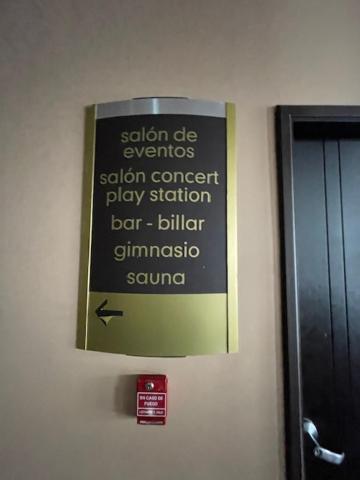 salón de
eventos
salón concert
play station
bar - billar
gimnasio
sauna
EN CASO DE
FUEGO